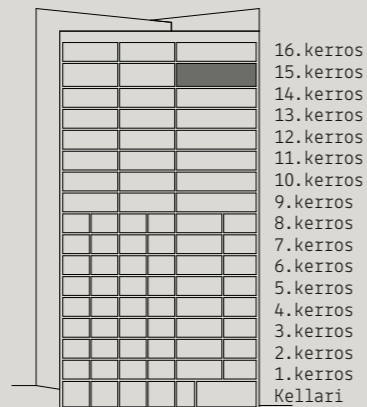 16.kerros
15.kerros
14.kerros
13.kerros
12.kerros
11.kerros
10.kerros
9.kerros
8.kerros
7.kerros
6.kerros
5.kerros
4.kerros
3.kerros
2.kerros
1.kerros
Kellari